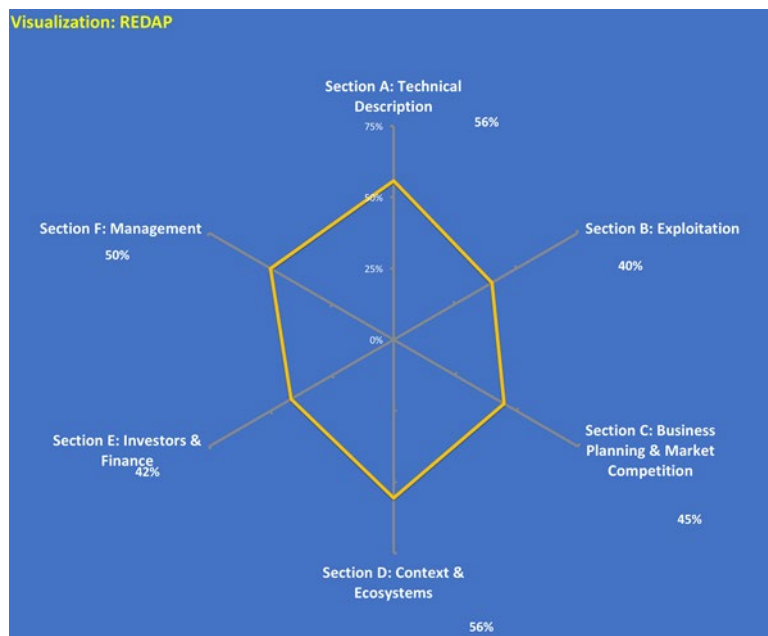 Visualization: REDAP
Section A: Technical
Description
56%
75%
50%
25%
0%
Section B: Exploitation
40%
Section C: Business
Planning & Market
Competition
45%
Section D: Context &
Ecosystems
56%
Section E: Investors &
Finance
42%
Section F: Management
50%